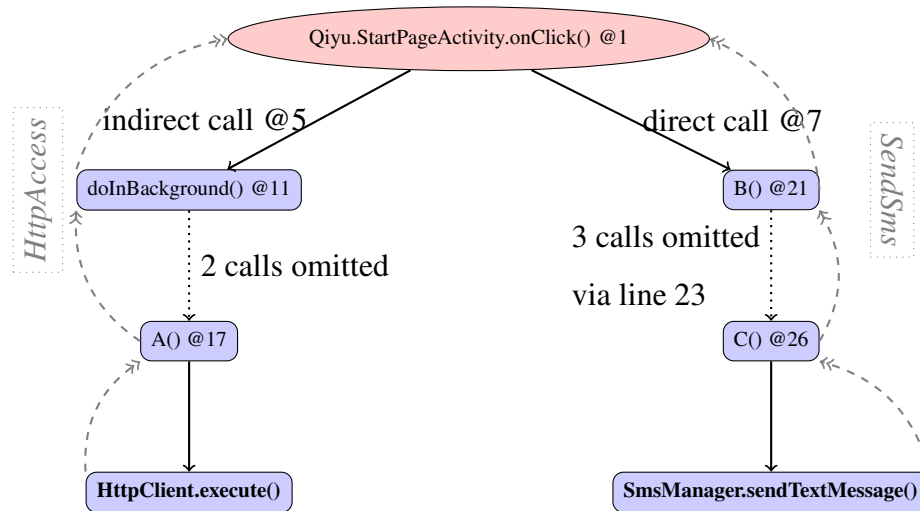 Qiyu.StartPageActivity.onClick() @1
indirect call @5
direct call @7
HttpAccess
SendSms
doInBackground() @11
B() @21
2 calls omitted
3 calls omitted
via line 23
A() @17
C() @26
HttpClient.execute()
SmsManager.sendTextMessage()